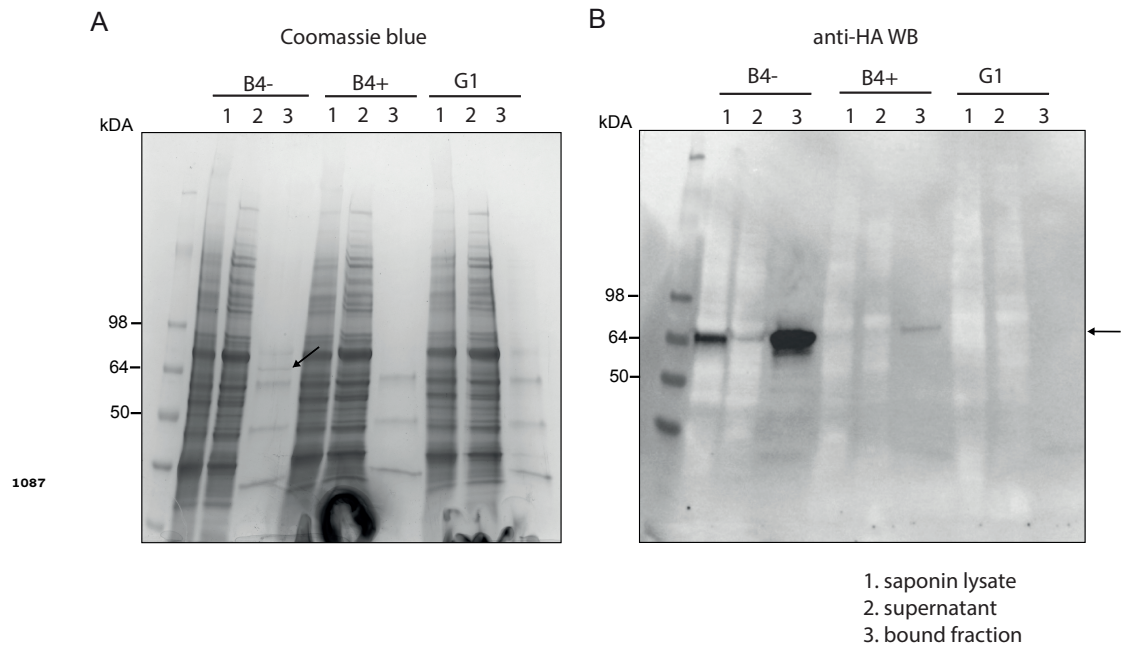 A
Coomassie blue
B4-
B4+
G1
1 2 3 1 2 3 1 2 3
kDA
98
64
50
1087
B
anti-HA WB
B4-
B4+
G1
1 2 3 1 2 3 1 2 3
kDA
98
64
50
1. saponin lysate
2. supernatant
3. bound fraction